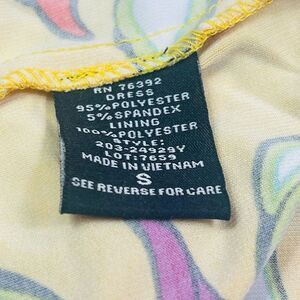 RN 76392
DRESS
95%POLYESTER
5%SPANDEX
LINING
100%POLYESTER
STYLE:
203-24929Y
LOT:7659
MADE IN VIETNAM
S
SEE REVERSE FOR CARE